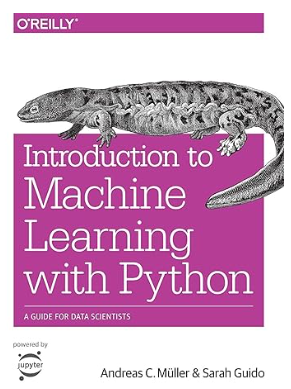 O'REILLY®
Introduction to
Machine
Learning
with Python
A GUIDE FOR DATA SCIENTISTS
powered by
jupyter
Andreas C. Müller & Sarah Guido